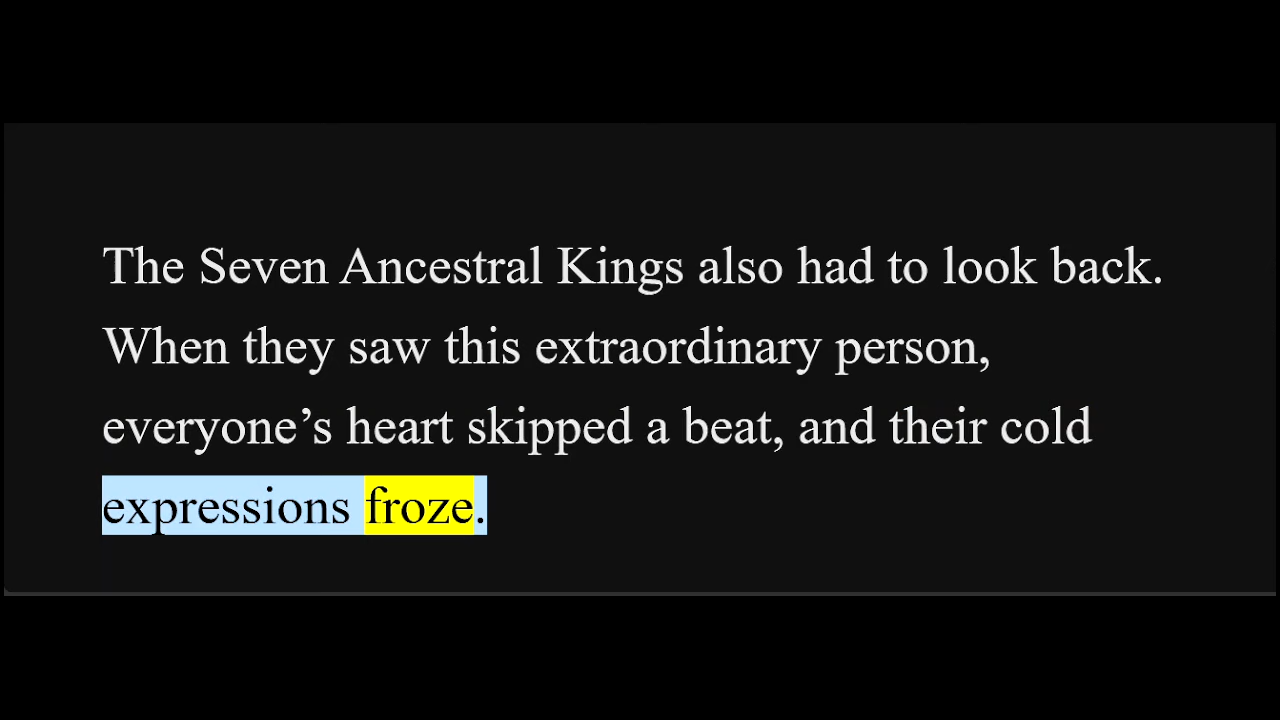 The Seven Ancestral Kings also had to look back.
When they saw this extraordinary person,
everyone’s heart skipped a beat, and their cold
expressions froze.